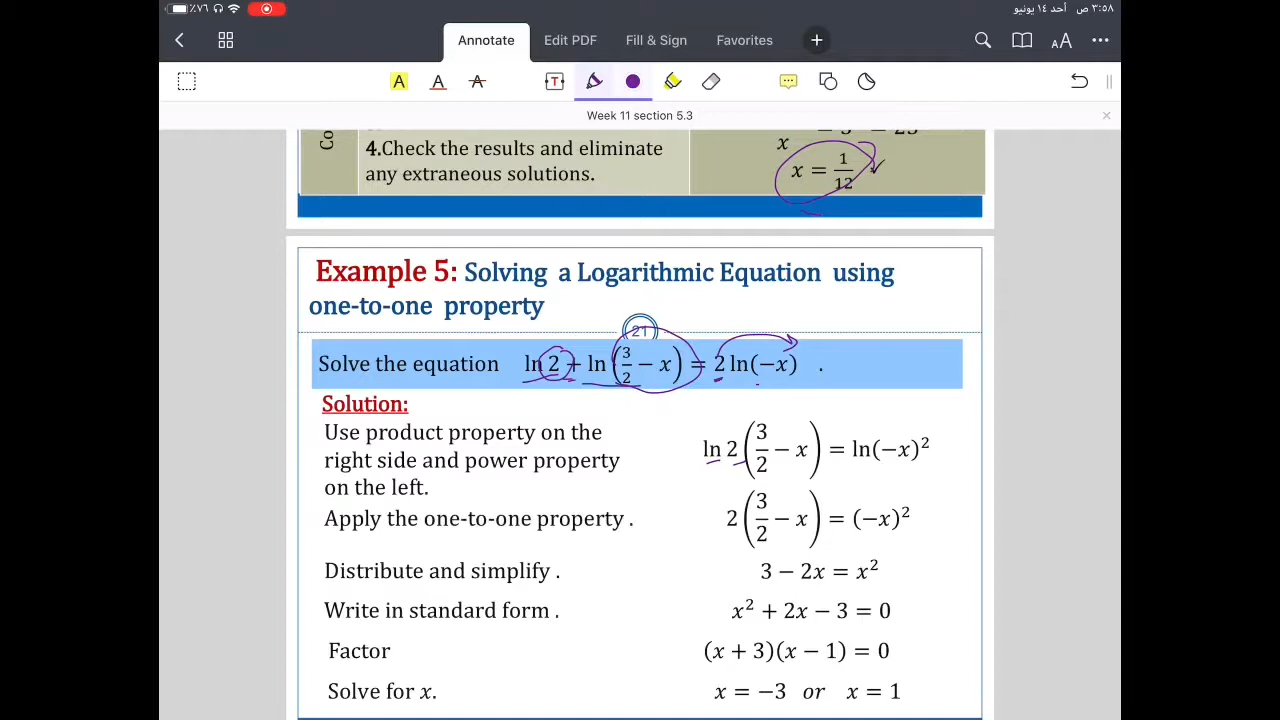 ٪٧٦ ٣:٥٨ ص أحد ١٤ يونيو
Annotate Edit PDF Fill & Sign Favorites +
A A A T
Week 11 section 5.3
4.Check the results and eliminate
any extraneous solutions.
x = 1/12 ✓
Example 5: Solving a Logarithmic Equation using
one-to-one property
21
Solve the equation ln 2 + ln(3/2 − x) = 2 ln(−x) .
Solution:
Use product property on the
right side and power property
on the left.
ln 2(3/2 − x) = ln(−x)²
Apply the one-to-one property . 2(3/2 − x) = (−x)²
Distribute and simplify . 3 − 2x = x²
Write in standard form . x² + 2x − 3 = 0
Factor (x + 3)(x − 1) = 0
Solve for x. x = −3 or x = 1